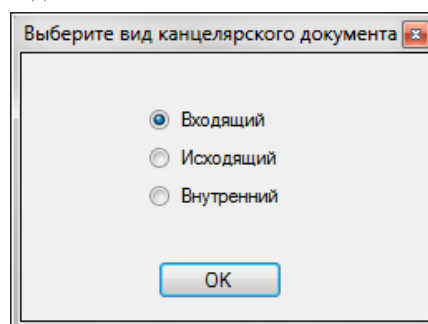 Выберите вид канцелярского документа
Входящий
Исходящий
Внутренний
OK